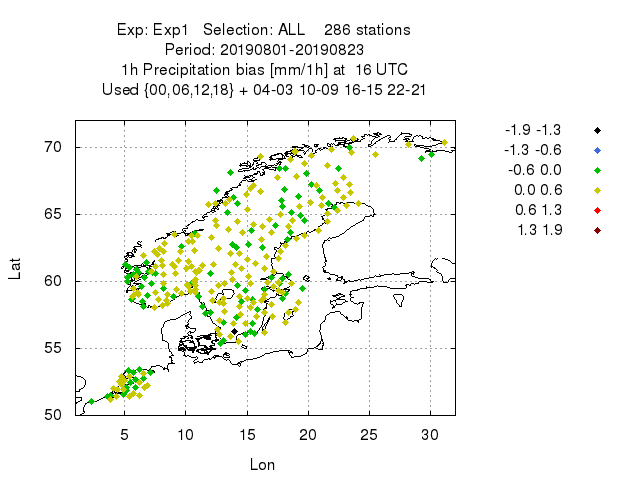 Exp: Exp1 Selection: ALL 286 stations
Period: 20190801-20190823
1h Precipitation bias [mm/1h] at 16 UTC
Used {00,06,12,18} + 04-03 10-09 16-15 22-21
-1.9 -1.3
-1.3 -0.6
-0.6 0.0
0.0 0.6
0.6 1.3
1.3 1.9
70
65
60
55
50
Lat
5 10 15 20 25 30
Lon